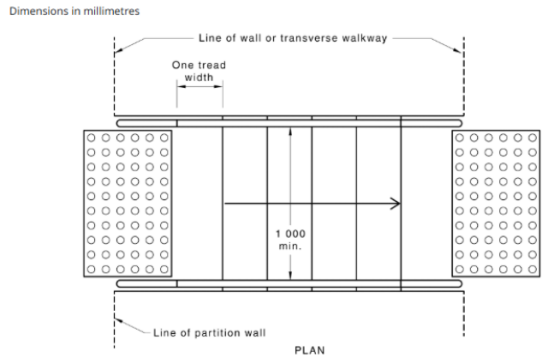 Dimensions in millimetres
Line of wall or transverse walkway
One tread
width
1 000
min.
Line of partition wall
PLAN